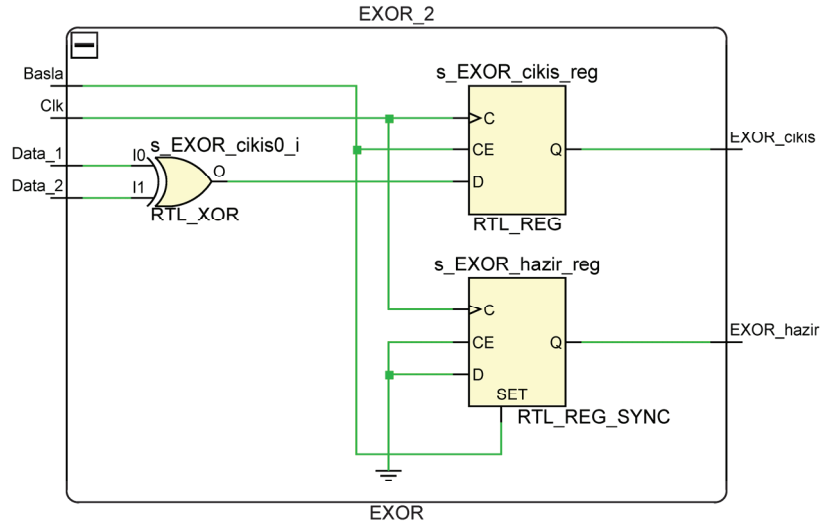 EXOR_2
Basla
Clk
Data_1
Data_2
s_EXOR_cikis0_i
I0
I1
O
RTL_XOR
s_EXOR_cikis_reg
C
CE
D
Q
RTL_REG
EXOR_cikis
s_EXOR_hazir_reg
C
CE
D
Q
SET
RTL_REG_SYNC
EXOR_hazir
EXOR